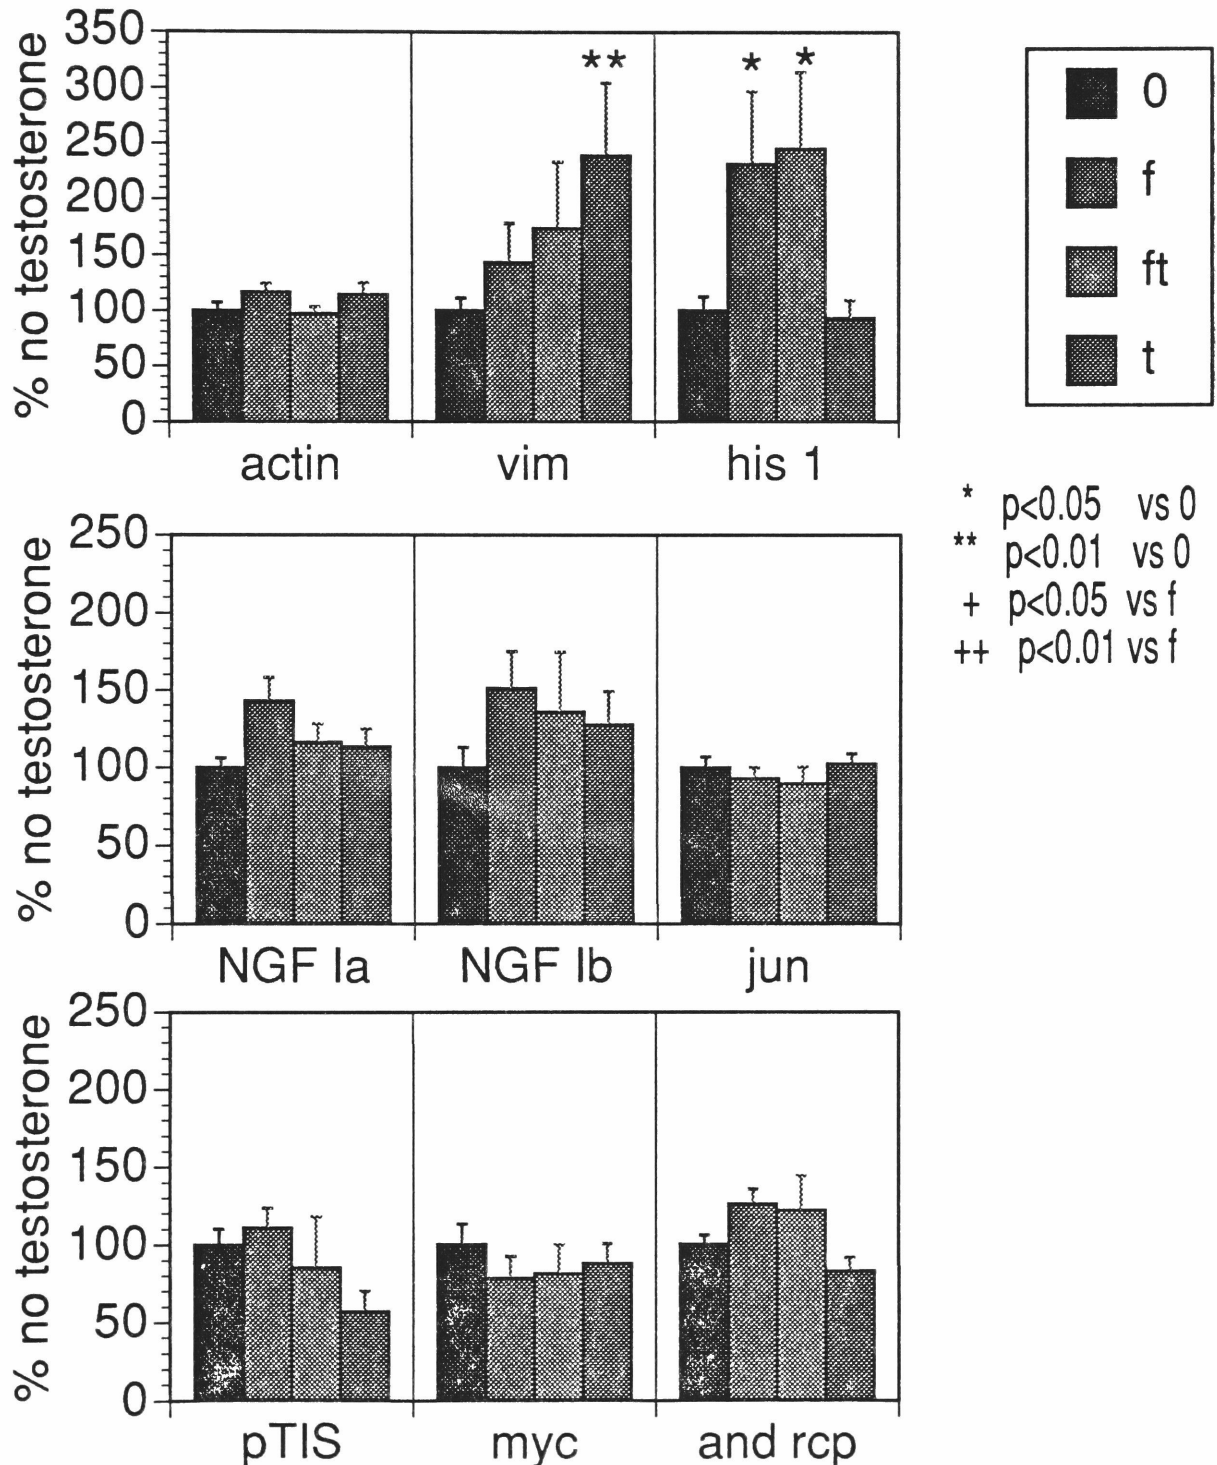 % no testosterone
350
300
250
200
150
100
50
0
** * *
actin vim his 1
0
f
ft
t
* p<0.05 vs 0
** p<0.01 vs 0
+ p<0.05 vs f
++ p<0.01 vs f
% no testosterone
250
200
150
100
50
0
NGF Ia NGF Ib jun
% no testosterone
250
200
150
100
50
0
pTIS myc and rcp